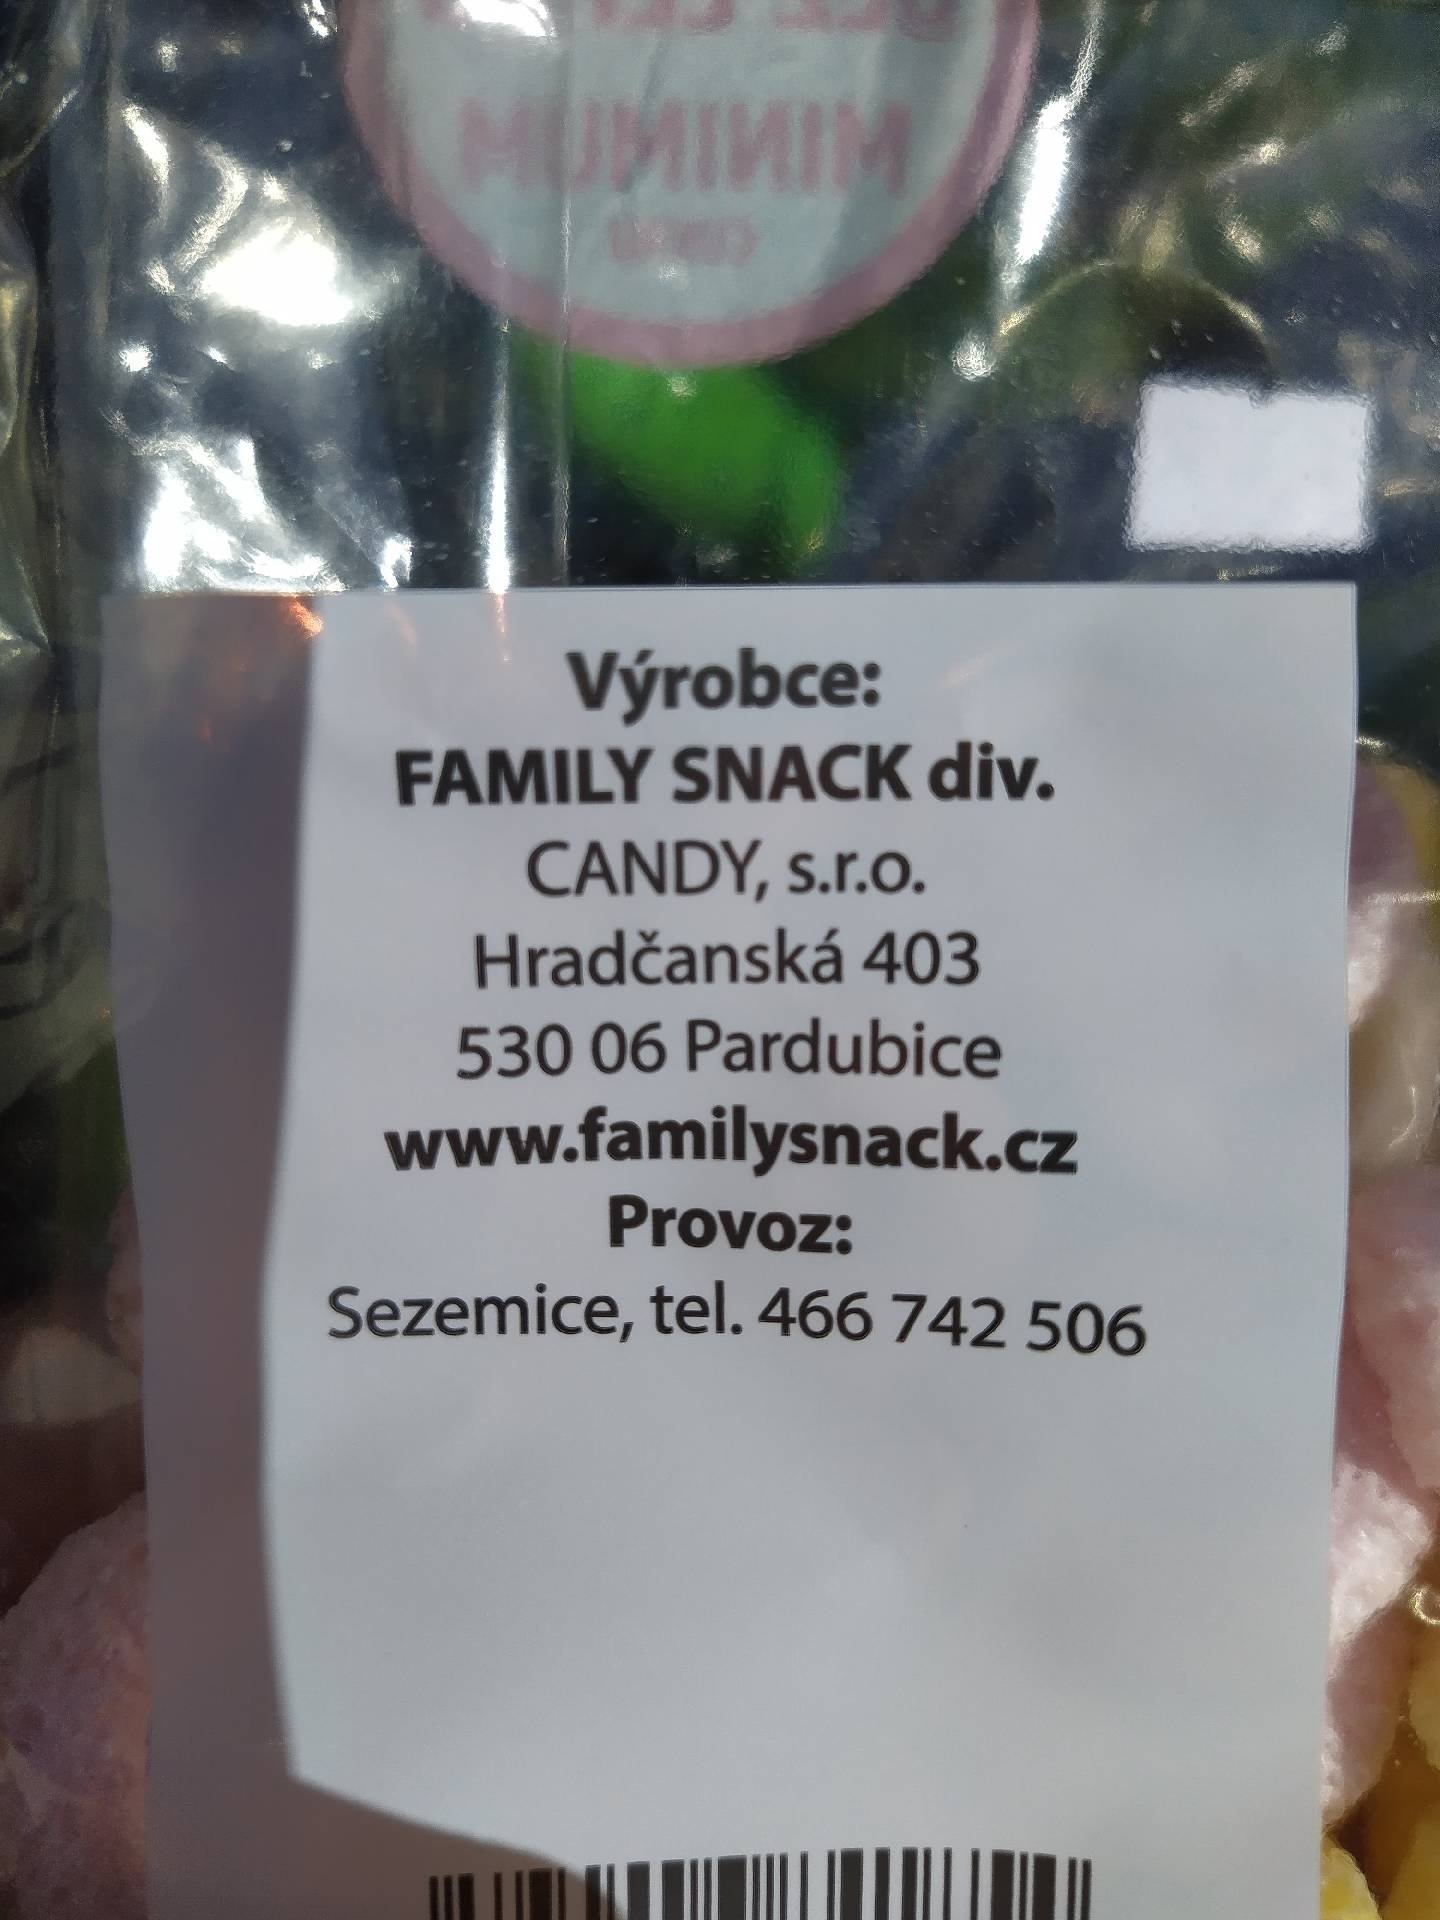 MINIMUM
Výrobce:
FAMILY SNACK div.
CANDY, s.r.o.
Hradčanská 403
530 06 Pardubice
www.familysnack.cz
Provoz:
Sezemice, tel. 466 742 506